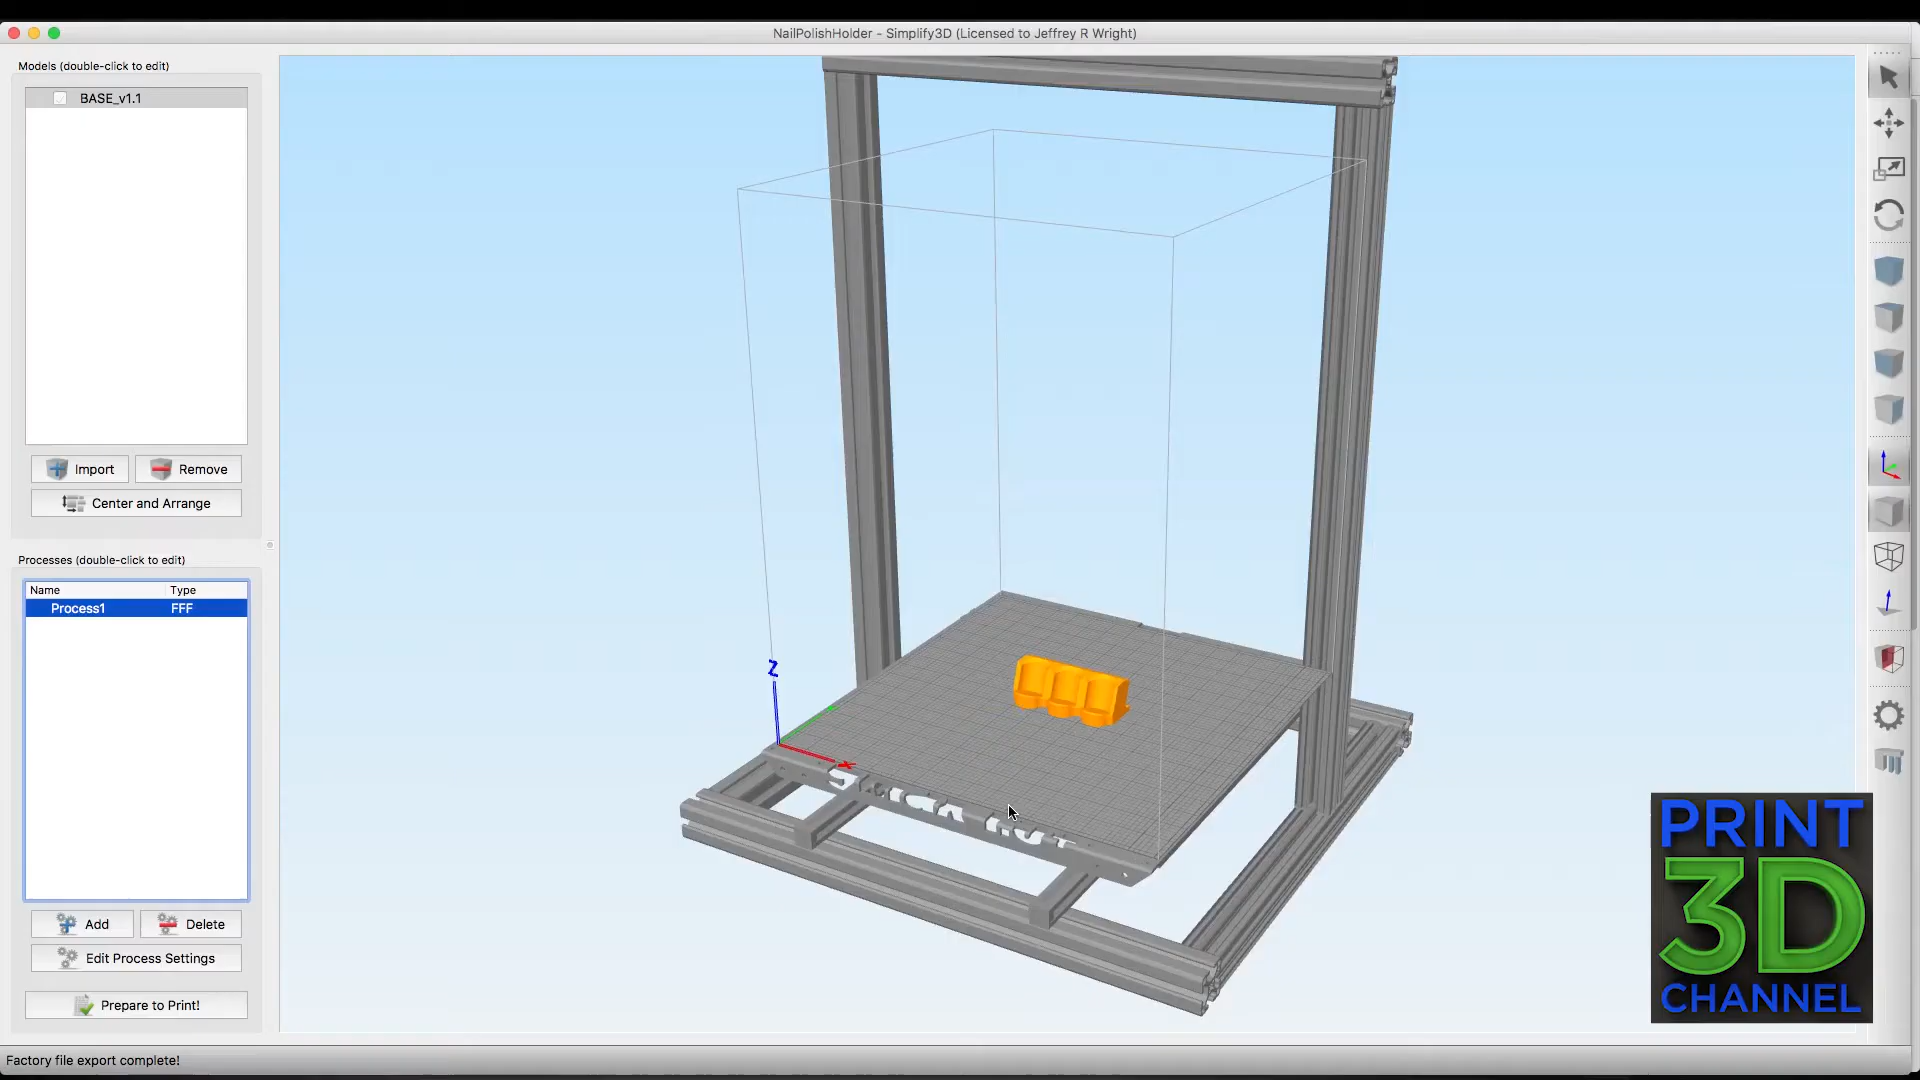 NailPolishHolder - Simplify3D (Licensed to Jeffrey R Wright)
Models (double-click to edit)
BASE_v1.1
Import
Remove
Center and Arrange
Processes (double-click to edit)
Name Type
Process1 FFF
Add
Delete
Edit Process Settings
Prepare to Print!
Factory file export complete!
Z
X
PRINT
3D
CHANNEL